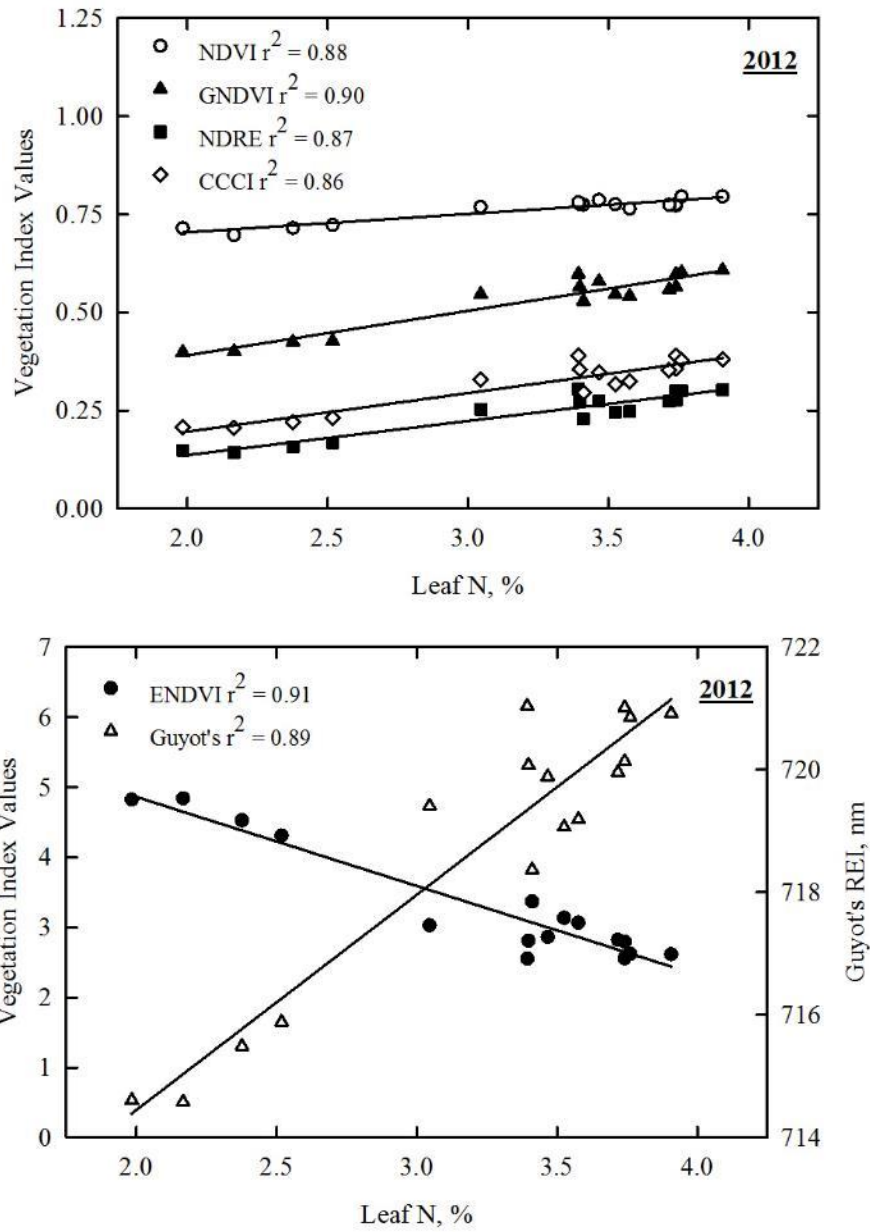 1.25
1.00
0.75
0.50
0.25
0.00
Vegetation Index Values
NDVI r² = 0.88
GNDVI r² = 0.90
NDRE r² = 0.87
CCCI r² = 0.86
2012
2.0 2.5 3.0 3.5 4.0
Leaf N, %
7
6
5
4
3
2
1
0
Vegetation Index Values
ENDVI r² = 0.91
Guyot's r² = 0.89
2012
722
720
718
716
714
Guyot's REI, nm
2.0 2.5 3.0 3.5 4.0
Leaf N, %